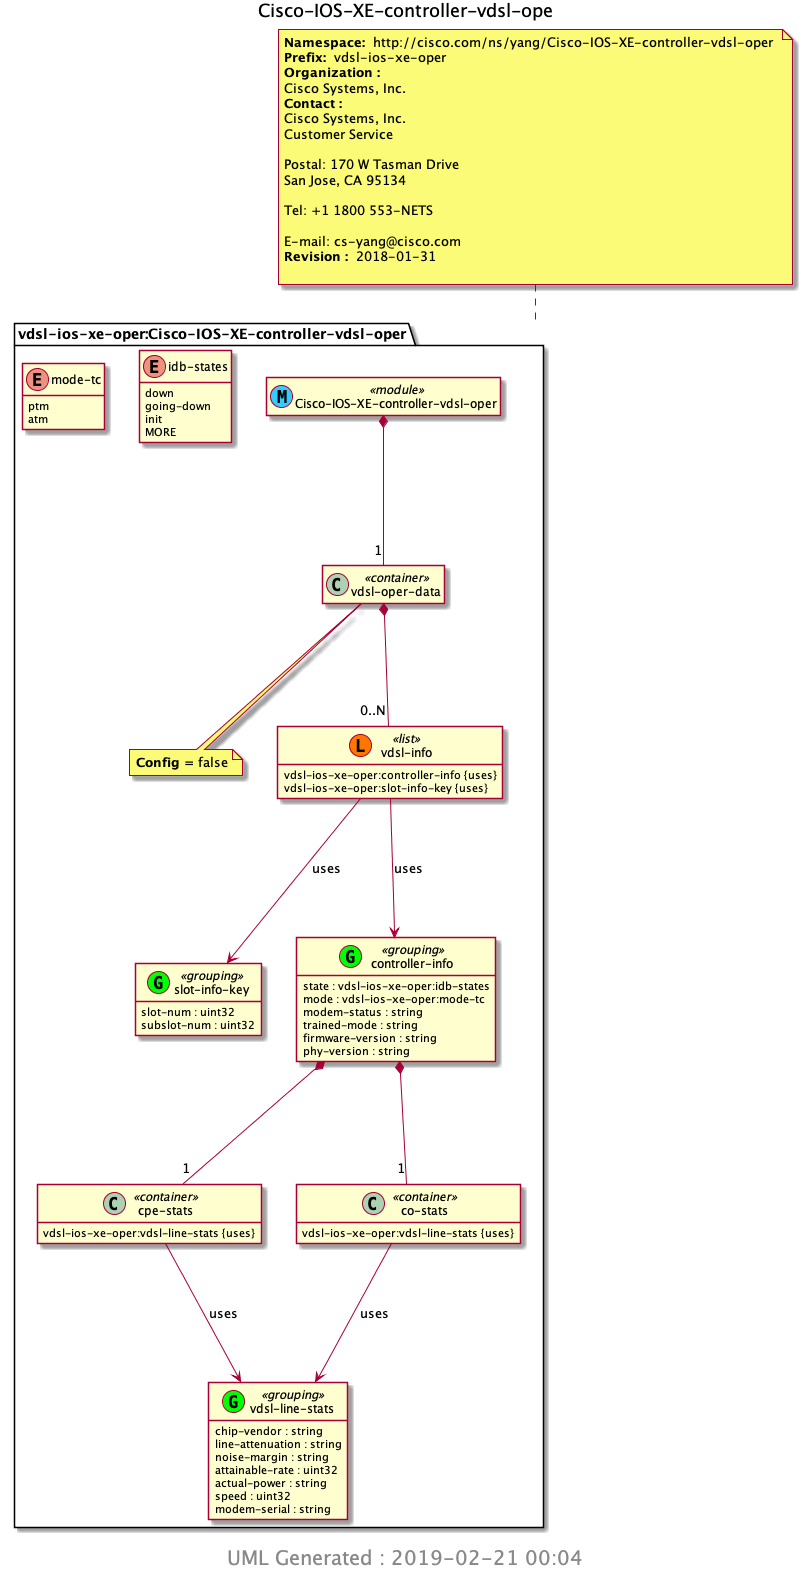 Cisco-IOS-XE-controller-vdsl-ope
Namespace: http://cisco.com/ns/yang/Cisco-IOS-XE-controller-vdsl-oper
Prefix: vdsl-ios-xe-oper
Organization :
Cisco Systems, Inc.
Contact :
Cisco Systems, Inc.
Customer Service
Postal: 170 W Tasman Drive
San Jose, CA 95134
Tel: +1 1800 553-NETS
E-mail: cs-yang@cisco.com
Revision : 2018-01-31
vdsl-ios-xe-oper:Cisco-IOS-XE-controller-vdsl-oper
E mode-tc
ptm
atm
E idb-states
down
going-down
init
MORE
M «module»
Cisco-IOS-XE-controller-vdsl-oper
1
C «container»
vdsl-oper-data
0..N
Config = false
L «list»
vdsl-info
vdsl-ios-xe-oper:controller-info {uses}
vdsl-ios-xe-oper:slot-info-key {uses}
uses
uses
G «grouping»
slot-info-key
slot-num : uint32
subslot-num : uint32
G «grouping»
controller-info
state : vdsl-ios-xe-oper:idb-states
mode : vdsl-ios-xe-oper:mode-tc
modem-status : string
trained-mode : string
firmware-version : string
phy-version : string
1
1
C «container»
cpe-stats
vdsl-ios-xe-oper:vdsl-line-stats {uses}
C «container»
co-stats
vdsl-ios-xe-oper:vdsl-line-stats {uses}
uses
uses
G «grouping»
vdsl-line-stats
chip-vendor : string
line-attenuation : string
noise-margin : string
attainable-rate : uint32
actual-power : string
speed : uint32
modem-serial : string
UML Generated : 2019-02-21 00:04